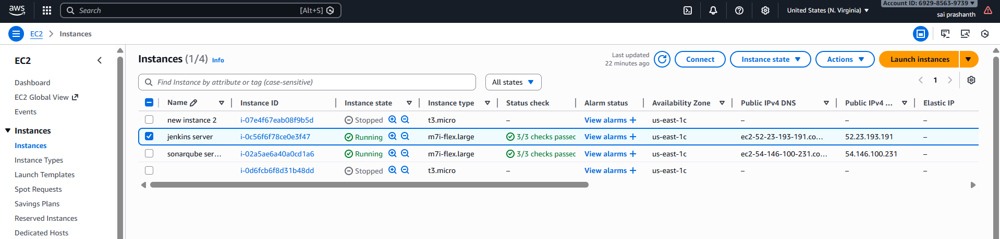 aws
Search [Alt+S]
United States (N. Virginia)
Account ID: 6929-8563-9739
sai prashanth
EC2 Instances
EC2
Dashboard
EC2 Global View
Events
Instances
Instances
Instance Types
Launch Templates
Spot Requests
Savings Plans
Reserved Instances
Dedicated Hosts
Instances (1/4) Info
Last updated
22 minutes ago
Connect
Instance state
Actions
Launch instances
Find Instance by attribute or tag (case-sensitive)
All states
1
Name Instance ID Instance state Instance type Status check Alarm status Availability Zone Public IPv4 DNS Public IPv4 ... Elastic IP
new instance 2 i-07e4f67eab08f9b5d Stopped t3.micro – View alarms + us-east-1c – – –
jenkins server i-0c56f6f78ce0e3f47 Running m7i-flex.large 3/3 checks passed View alarms + us-east-1c ec2-52-23-193-191.co... 52.23.193.191 –
sonarqube ser... i-02a5ae6a40a0cd1a6 Running m7i-flex.large 3/3 checks passed View alarms + us-east-1c ec2-54-146-100-231.co... 54.146.100.231 –
i-0d6fcb6f8d31b48dd Stopped t3.micro – View alarms + us-east-1c – – –